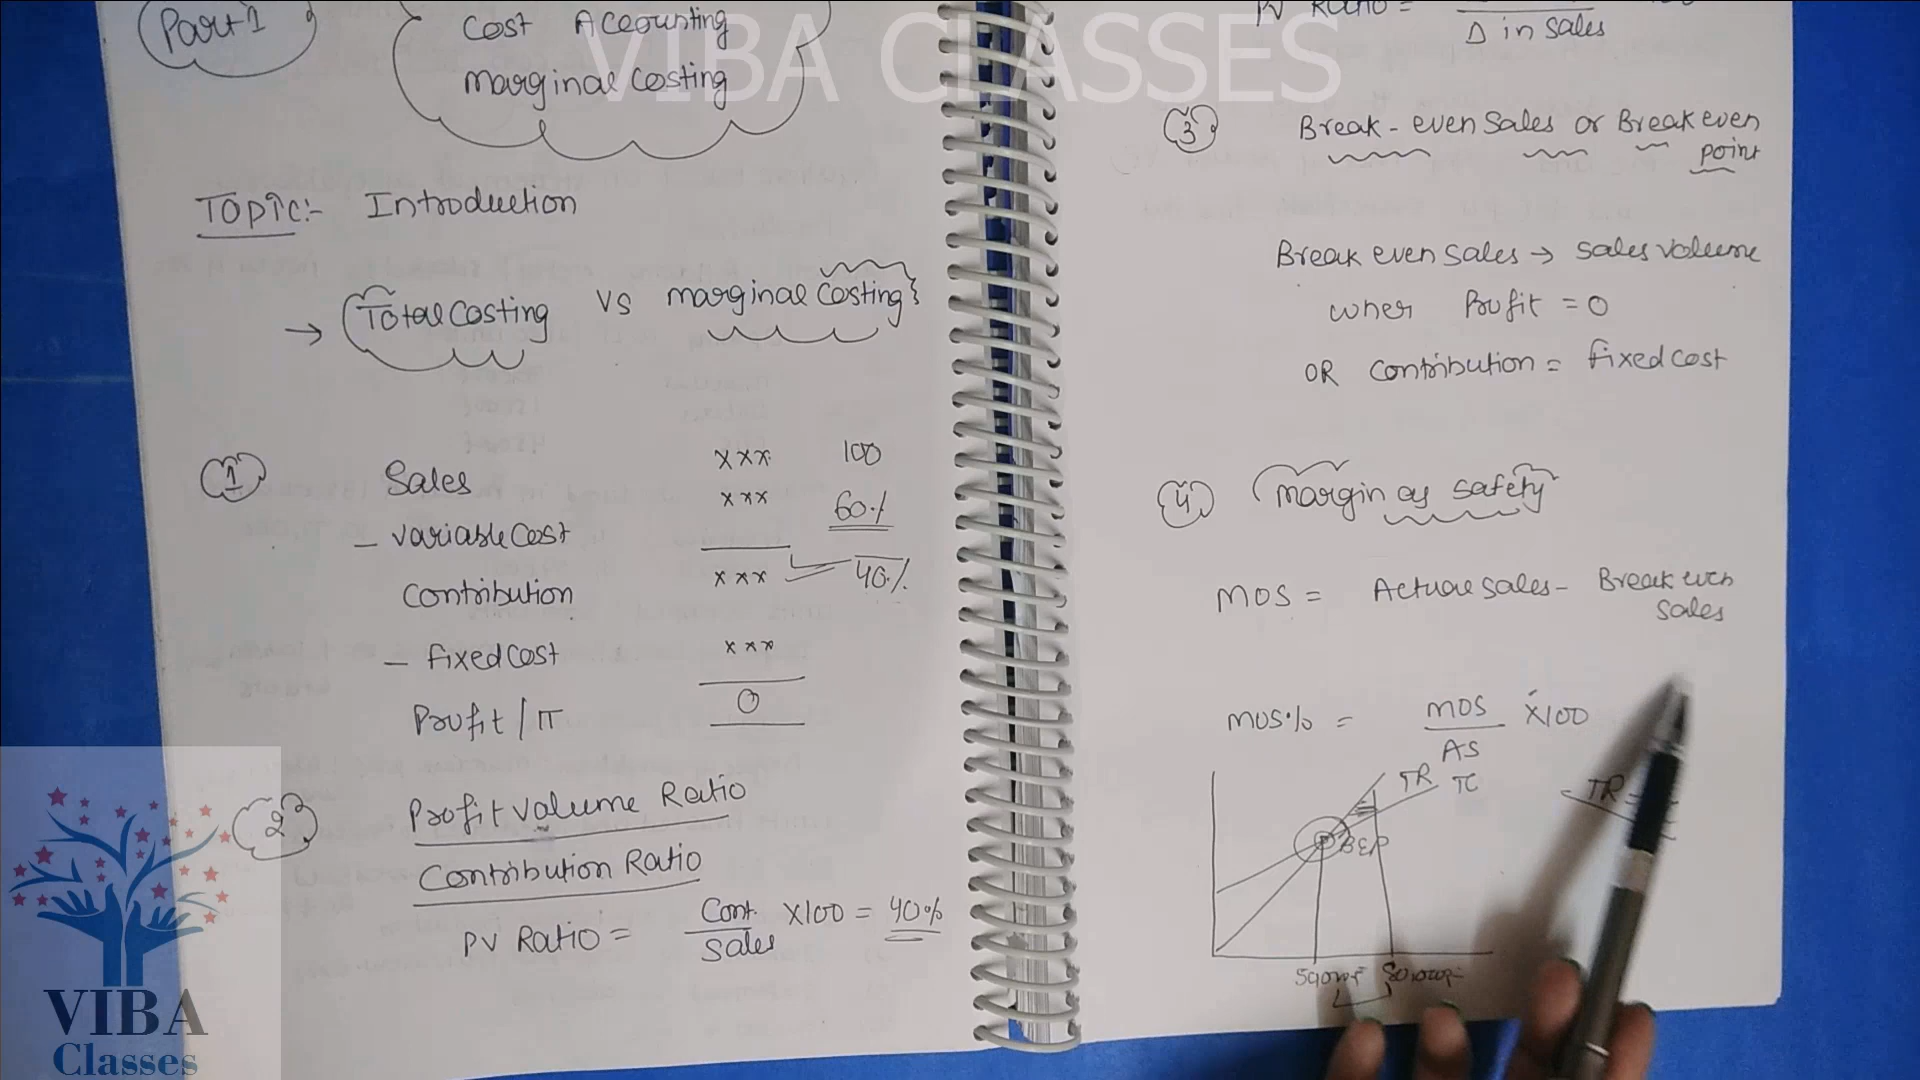 Part 1
Cost Accounting
marginal costing
VIBA CLASSES
TOPIC:- Introduction
→ Total costing VS marginal costing
1 Sales xxx 100
- variable cost xxx 60%
contribution xxx 40%
- fixed cost xxx
Profit / π 0
2 Profit volume Ratio
Contribution Ratio
PV Ratio = Cont. / Sales X100 = 40%
PV Ratio =
Δ in sales
3 Break-even Sales or Break even point
Break even Sales → Sales volume
when Profit = 0
OR Contribution = fixed cost
4 margin of safety
MOS = Actual sales - Break even sales
MOS% = MOS / AS X100
TR TC
BEP
TR =
VIBA
Classes